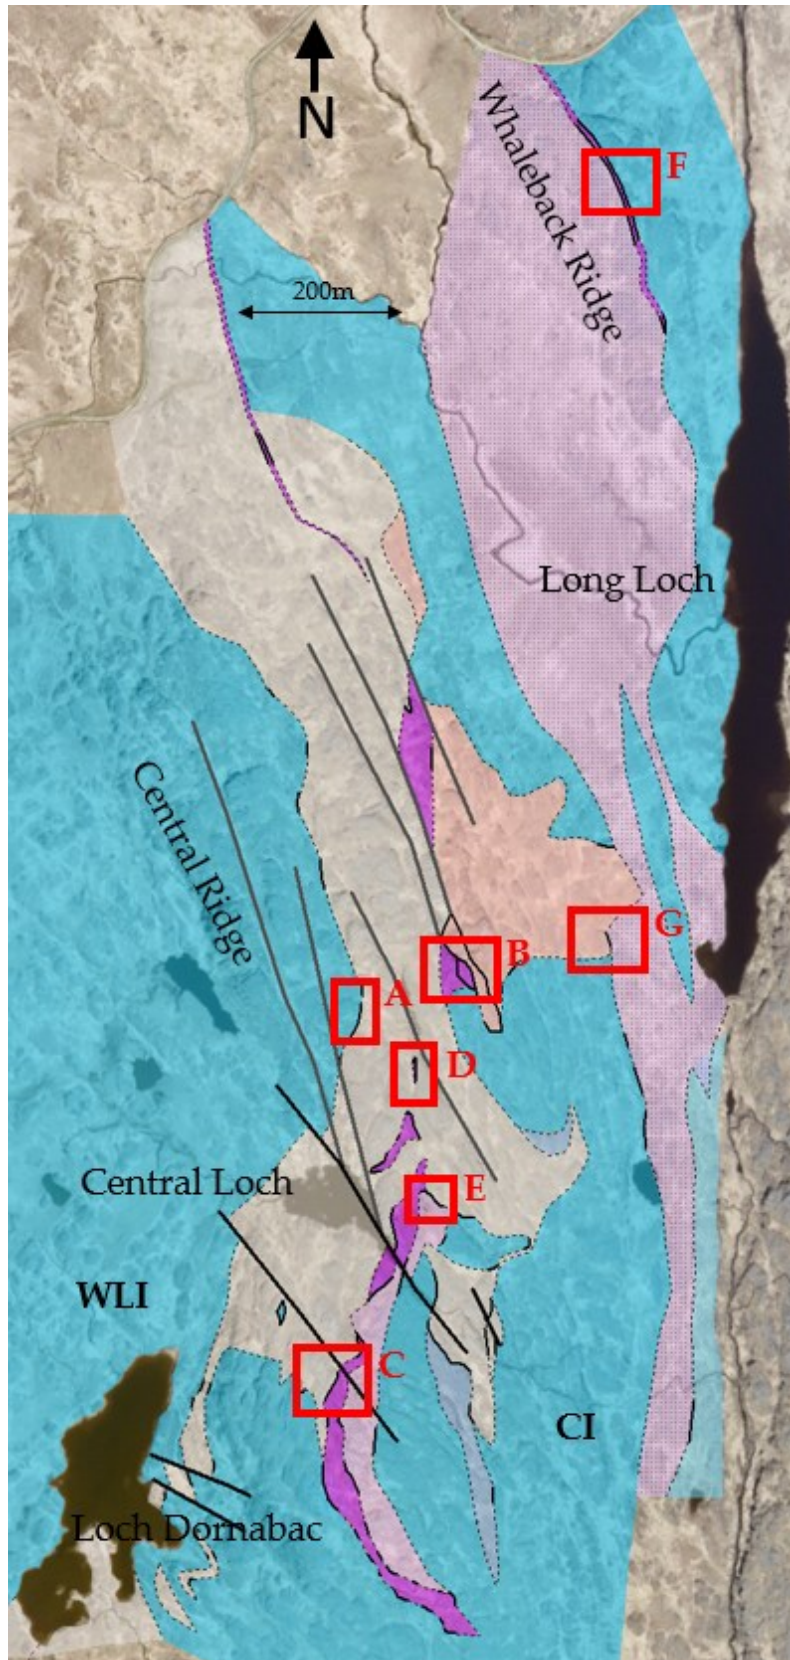 N
Whaleback Ridge
F
200m
Long Loch
Central Ridge
G
B
A
D
Central Loch
E
WLI
C
CI
Loch Dornabac